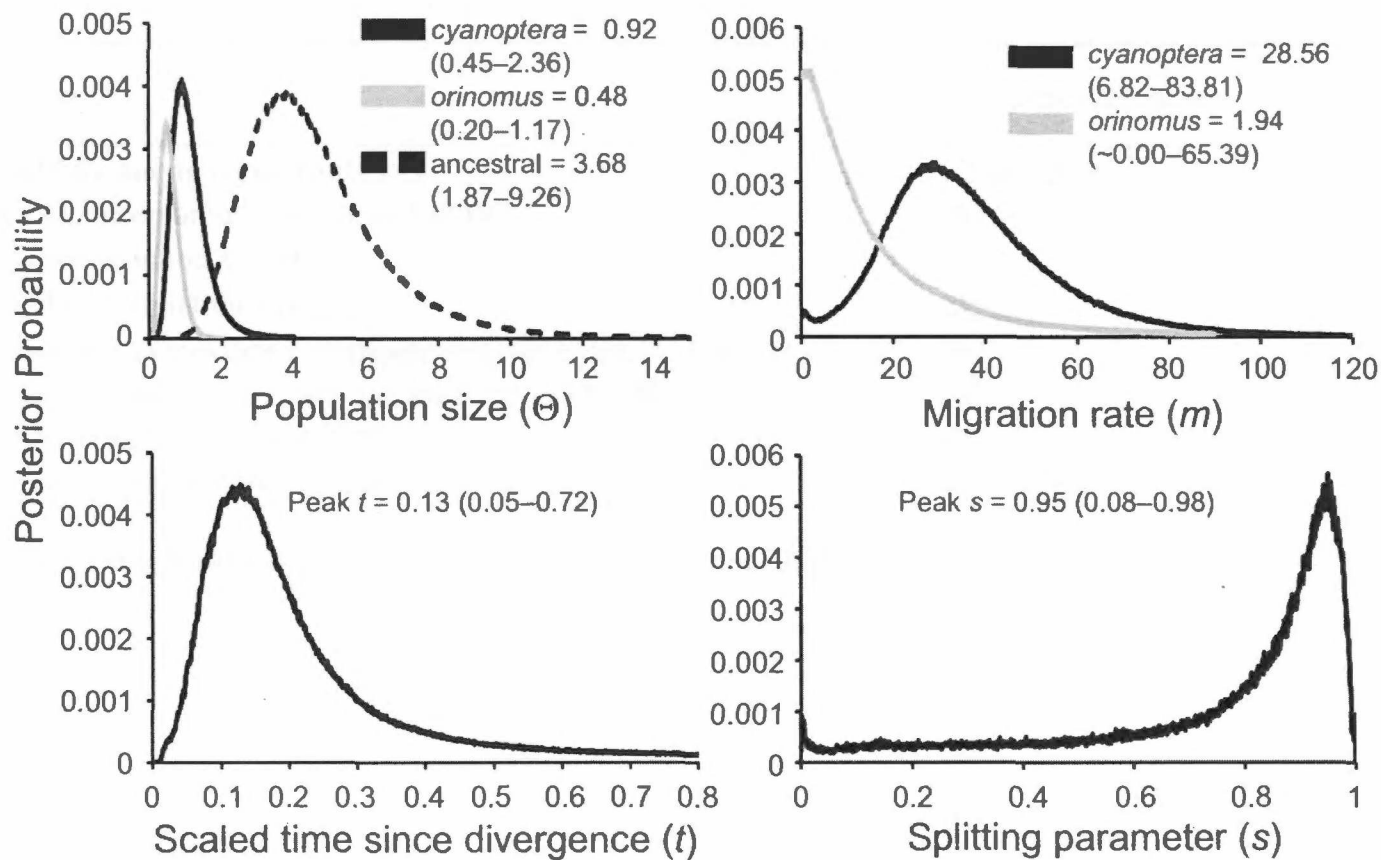 Posterior Probability
0.005
0.004
0.003
0.002
0.001
0
0 2 4 6 8 10 12 14
Population size (Θ)
cyanoptera = 0.92
(0.45–2.36)
orinomus = 0.48
(0.20–1.17)
ancestral = 3.68
(1.87–9.26)
0.006
0.005
0.004
0.003
0.002
0.001
0
0 20 40 60 80 100 120
Migration rate (m)
cyanoptera = 28.56
(6.82–83.81)
orinomus = 1.94
(~0.00–65.39)
0.005
0.004
0.003
0.002
0.001
0
0 0.1 0.2 0.3 0.4 0.5 0.6 0.7 0.8
Scaled time since divergence (t)
Peak t = 0.13 (0.05–0.72)
0.006
0.005
0.004
0.003
0.002
0.001
0
0 0.2 0.4 0.6 0.8 1
Splitting parameter (s)
Peak s = 0.95 (0.08–0.98)